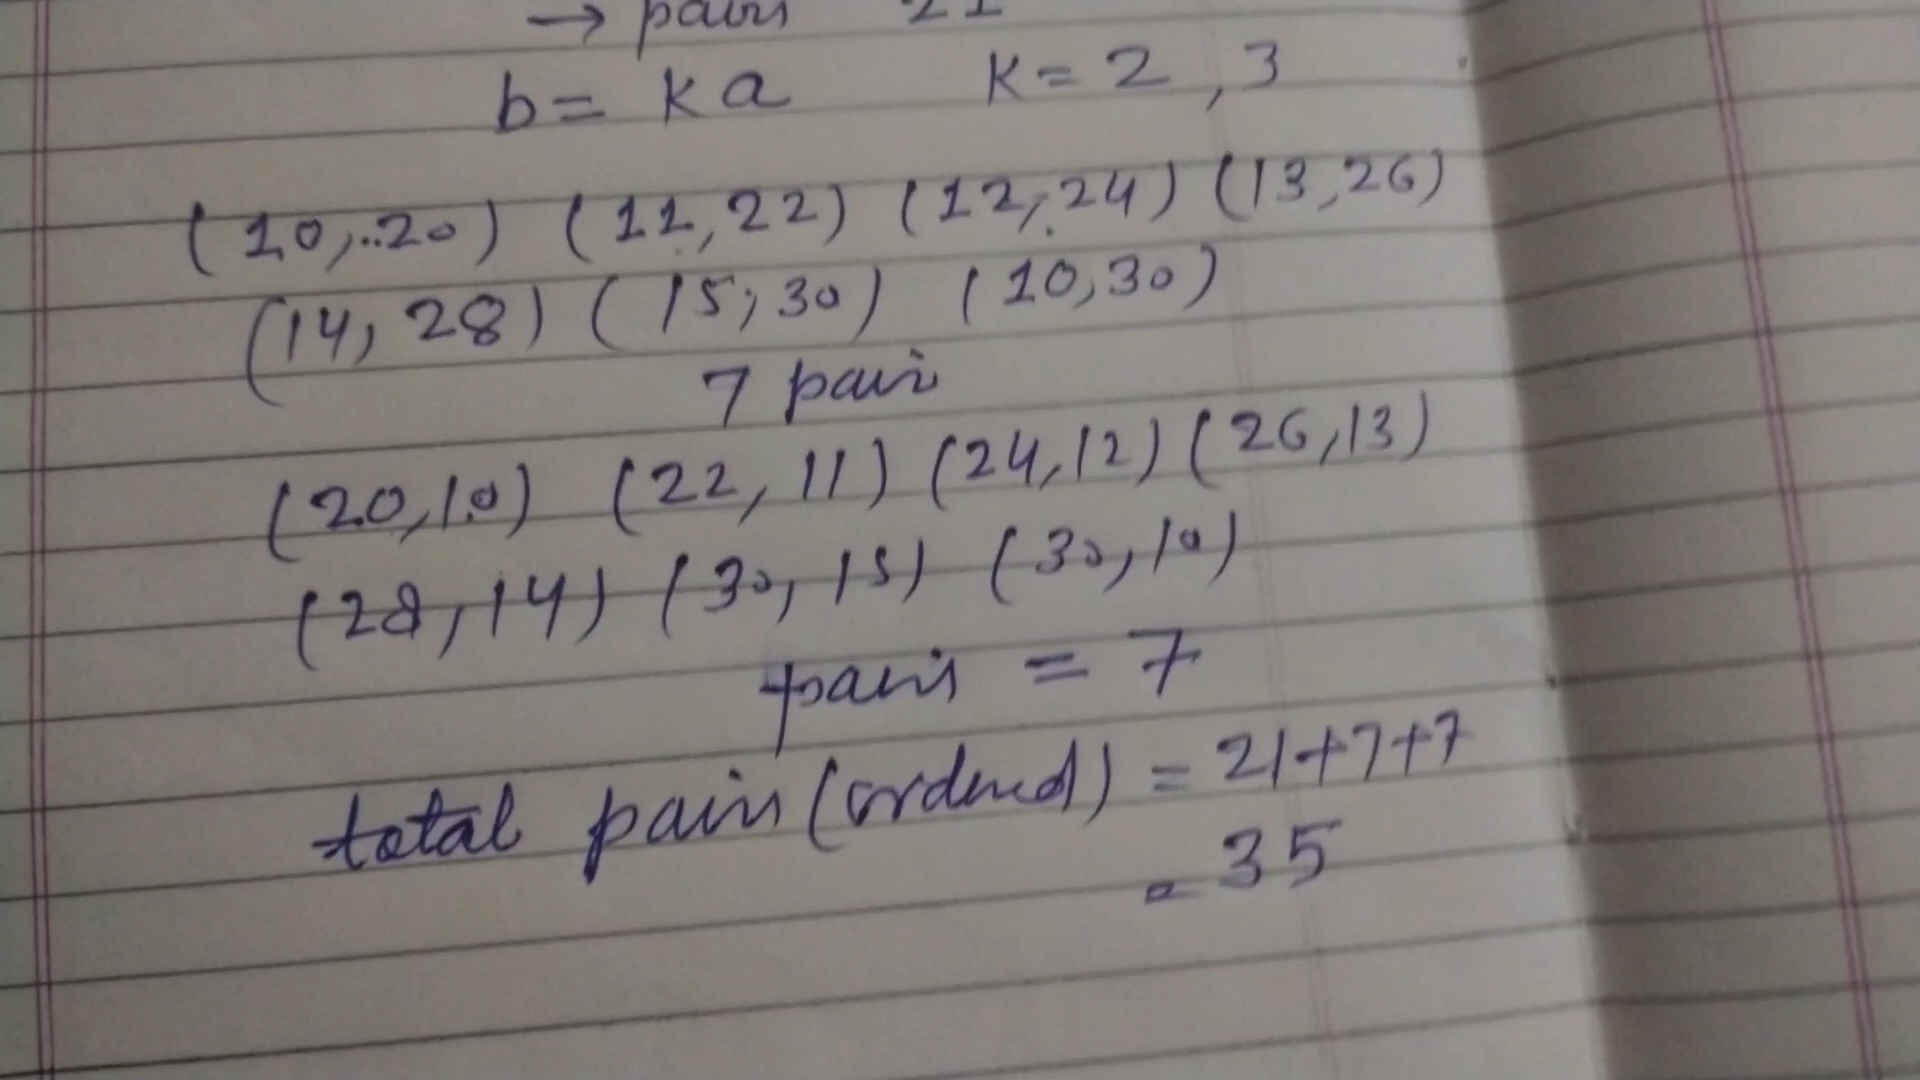 → pairs 21
b = ka K = 2, 3
(10, 20) (11, 22) (12, 24) (13, 26)
(14, 28) (15, 30) (10, 30)
7 pair
(20, 10) (22, 11) (24, 12) (26, 13)
(28, 14) (30, 15) (30, 10)
pairs = 7
total pairs (ordered) = 21+7+7
= 35